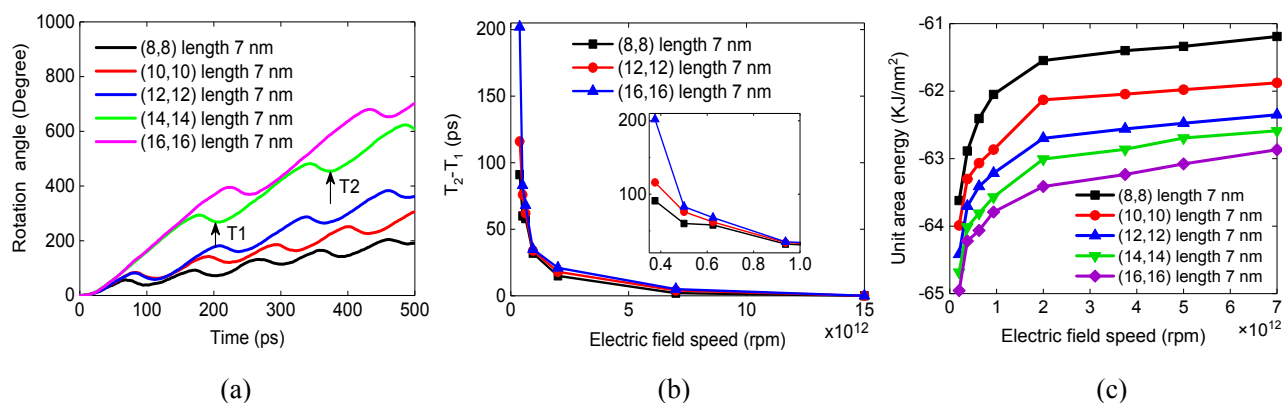 1000
800
600
400
200
0
Rotation angle (Degree)
(8,8) length 7 nm
(10,10) length 7 nm
(12,12) length 7 nm
(14,14) length 7 nm
(16,16) length 7 nm
T1
T2
0 100 200 300 400 500
Time (ps)
(a)
200
150
100
50
0
T₂-T₁ (ps)
(8,8) length 7 nm
(12,12) length 7 nm
(16,16) length 7 nm
200
100
0.4 0.6 0.8 1.0
0 5 10 15
x10¹²
Electric field speed (rpm)
(b)
-61
-62
-63
-64
-65
Unit area energy (KJ/nm²)
(8,8) length 7 nm
(10,10) length 7 nm
(12,12) length 7 nm
(14,14) length 7 nm
(16,16) length 7 nm
0 1 2 3 4 5 6 7
×10¹²
Electric field speed (rpm)
(c)